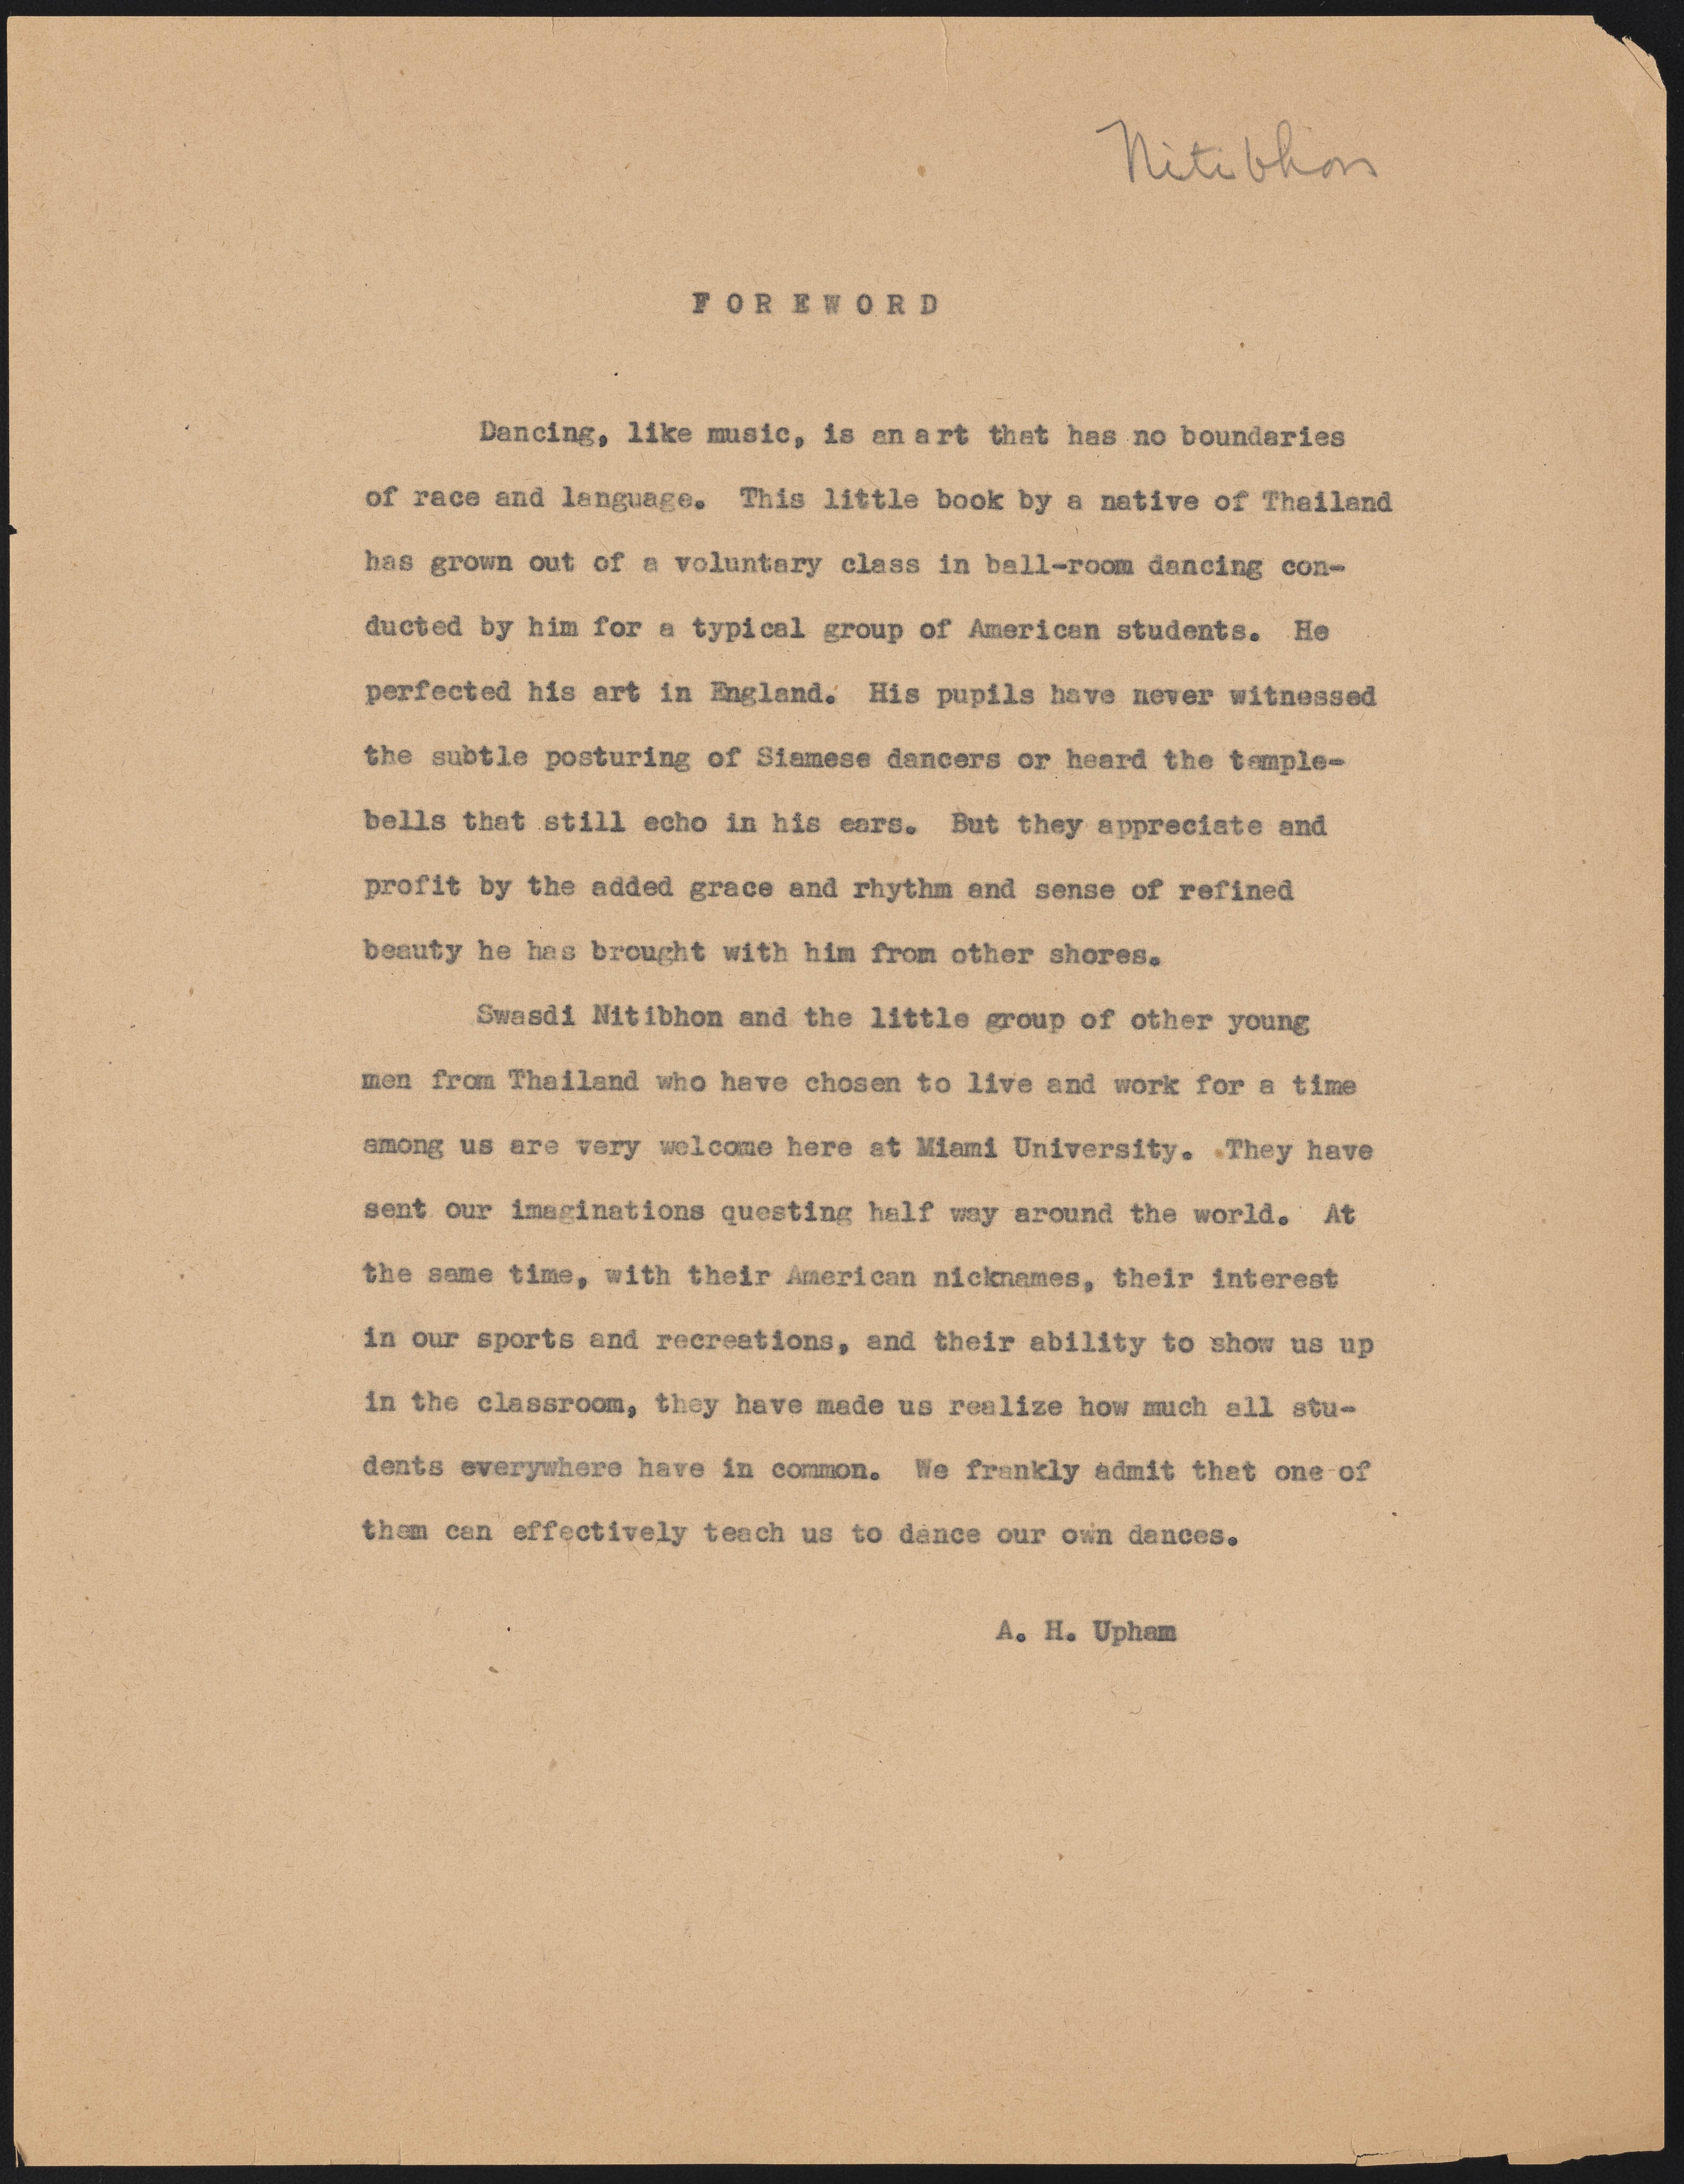 Nitibhon
FOREWORD
Dancing, like music, is an art that has no boundaries
of race and language. This little book by a native of Thailand
has grown out of a voluntary class in ball-room dancing con-
ducted by him for a typical group of American students. He
perfected his art in England. His pupils have never witnessed
the subtle posturing of Siamese dancers or heard the temple-
bells that still echo in his ears. But they appreciate and
profit by the added grace and rhythm and sense of refined
beauty he has brought with him from other shores.
Swasdi Nitibhon and the little group of other young
men from Thailand who have chosen to live and work for a time
among us are very welcome here at Miami University. They have
sent our imaginations questing half way around the world. At
the same time, with their American nicknames, their interest
in our sports and recreations, and their ability to show us up
in the classroom, they have made us realize how much all stu-
dents everywhere have in common. We frankly admit that one of
them can effectively teach us to dance our own dances.
A. H. Upham